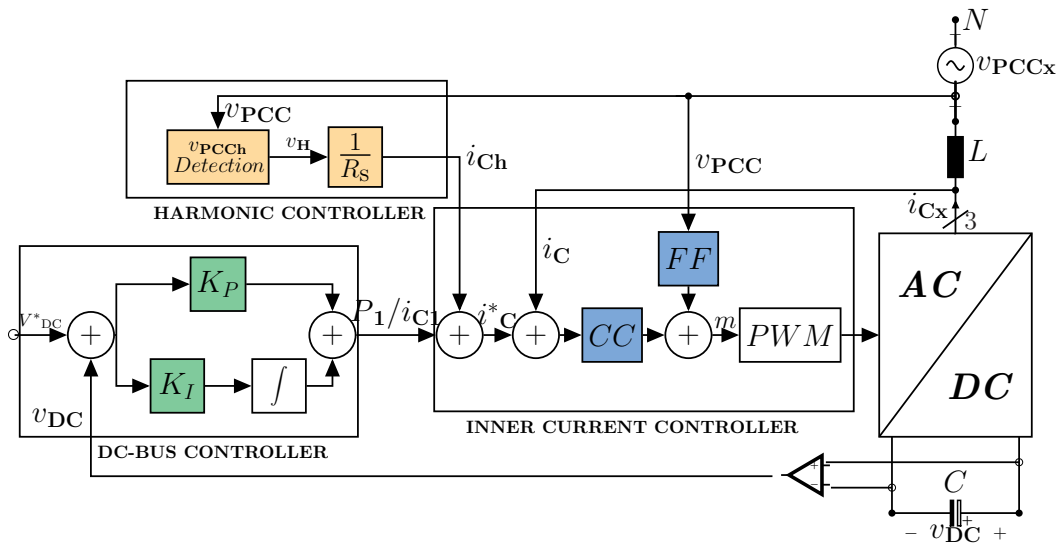 N
v_PCCx
v_PCC
v_PCCh
Detection
v_H
1
R_S
i_Ch
v_PCC
L
HARMONIC CONTROLLER
i_Cx
3
i_C
FF
AC
DC
K_P
V*_DC
+
+
P_1/i_C1
+
i*_C
+
CC
+
m
PWM
K_I
∫
v_DC
INNER CURRENT CONTROLLER
DC-BUS CONTROLLER
+
−
C
+
− v_DC +